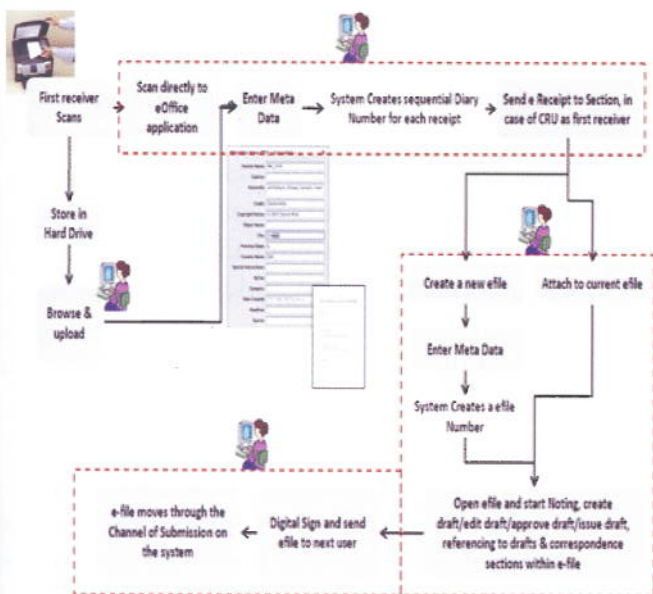 First receiver
Scans
Scan directly to
eOffice
application
Enter Meta
Data
System Creates sequential Diary
Number for each receipt
Send e Receipt to Section, in
case of CRU as first receiver
Store in
Hard Drive
Browse &
upload
Create a new efile
Attach to current efile
Enter Meta Data
System Creates a efile
Number
Open efile and start Noting, create
draft/edit draft/approve draft/issue draft,
referencing to drafts & correspondence
sections within e-file
Digital Sign and send
efile to next user
e-file moves through the
Channel of Submission on
the system